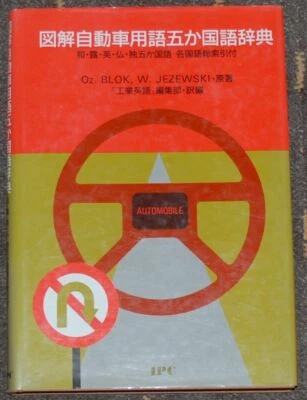 図解自動車用語五か国語辞典
和・露・英・仏・独五か国語 各国語総索引付
Oz. BLOK, W. JEZEWSKI・原著
「工業英語」編集部・訳編
AUTOMOBILE
IPC